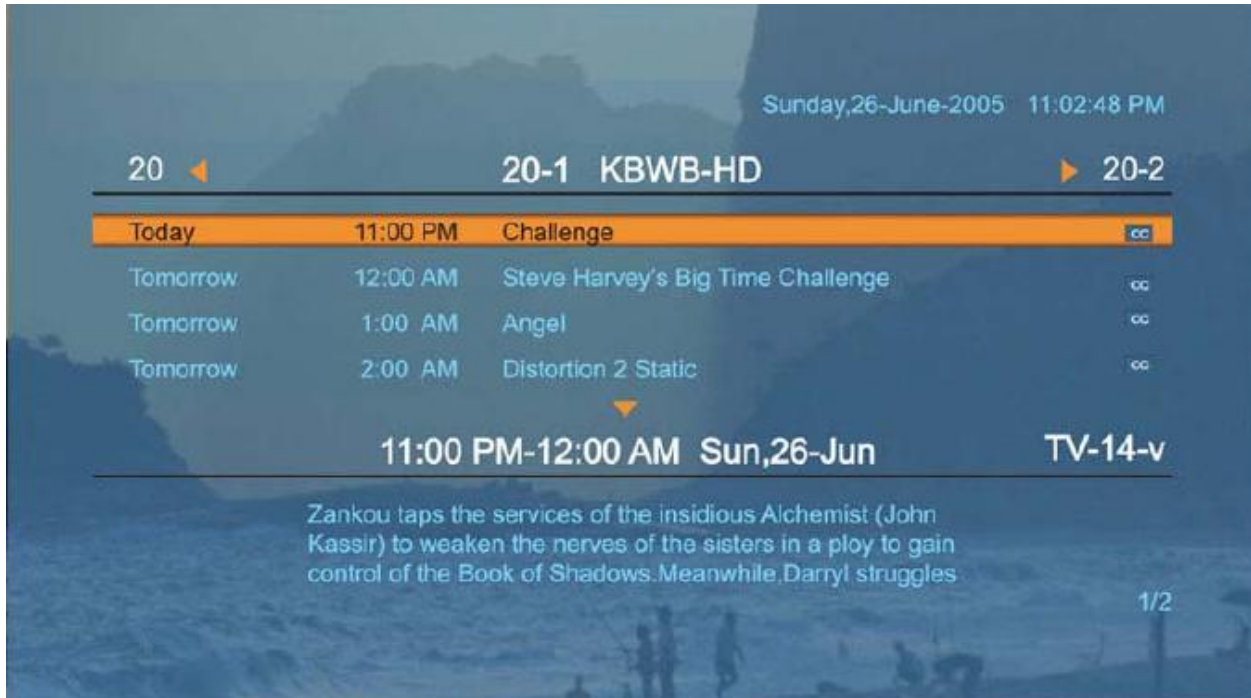 Sunday,26-June-2005 11:02:48 PM
20 20-1 KBWB-HD 20-2
Today 11:00 PM Challenge cc
Tomorrow 12:00 AM Steve Harvey's Big Time Challenge cc
Tomorrow 1:00 AM Angel cc
Tomorrow 2:00 AM Distortion 2 Static cc
11:00 PM-12:00 AM Sun,26-Jun TV-14-v
Zankou taps the services of the insidious Alchemist (John
Kassir) to weaken the nerves of the sisters in a ploy to gain
control of the Book of Shadows.Meanwhile,Darryl struggles
1/2